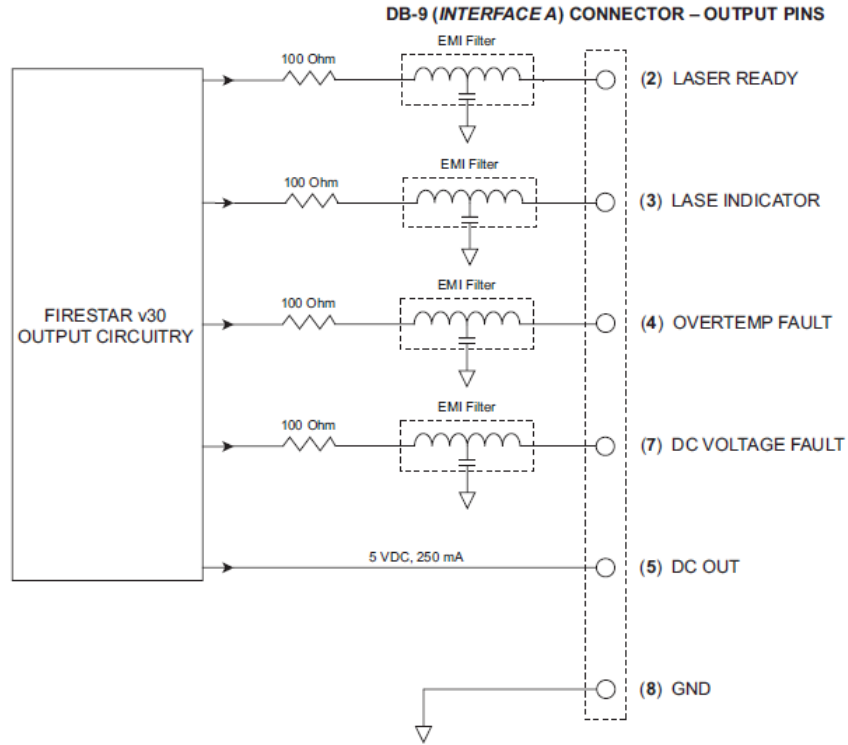 DB-9 (INTERFACE A) CONNECTOR – OUTPUT PINS
EMI Filter
100 Ohm
(2) LASER READY
EMI Filter
100 Ohm
(3) LASE INDICATOR
EMI Filter
100 Ohm
FIRESTAR v30
OUTPUT CIRCUITRY
(4) OVERTEMP FAULT
EMI Filter
100 Ohm
(7) DC VOLTAGE FAULT
5 VDC, 250 mA
(5) DC OUT
(8) GND